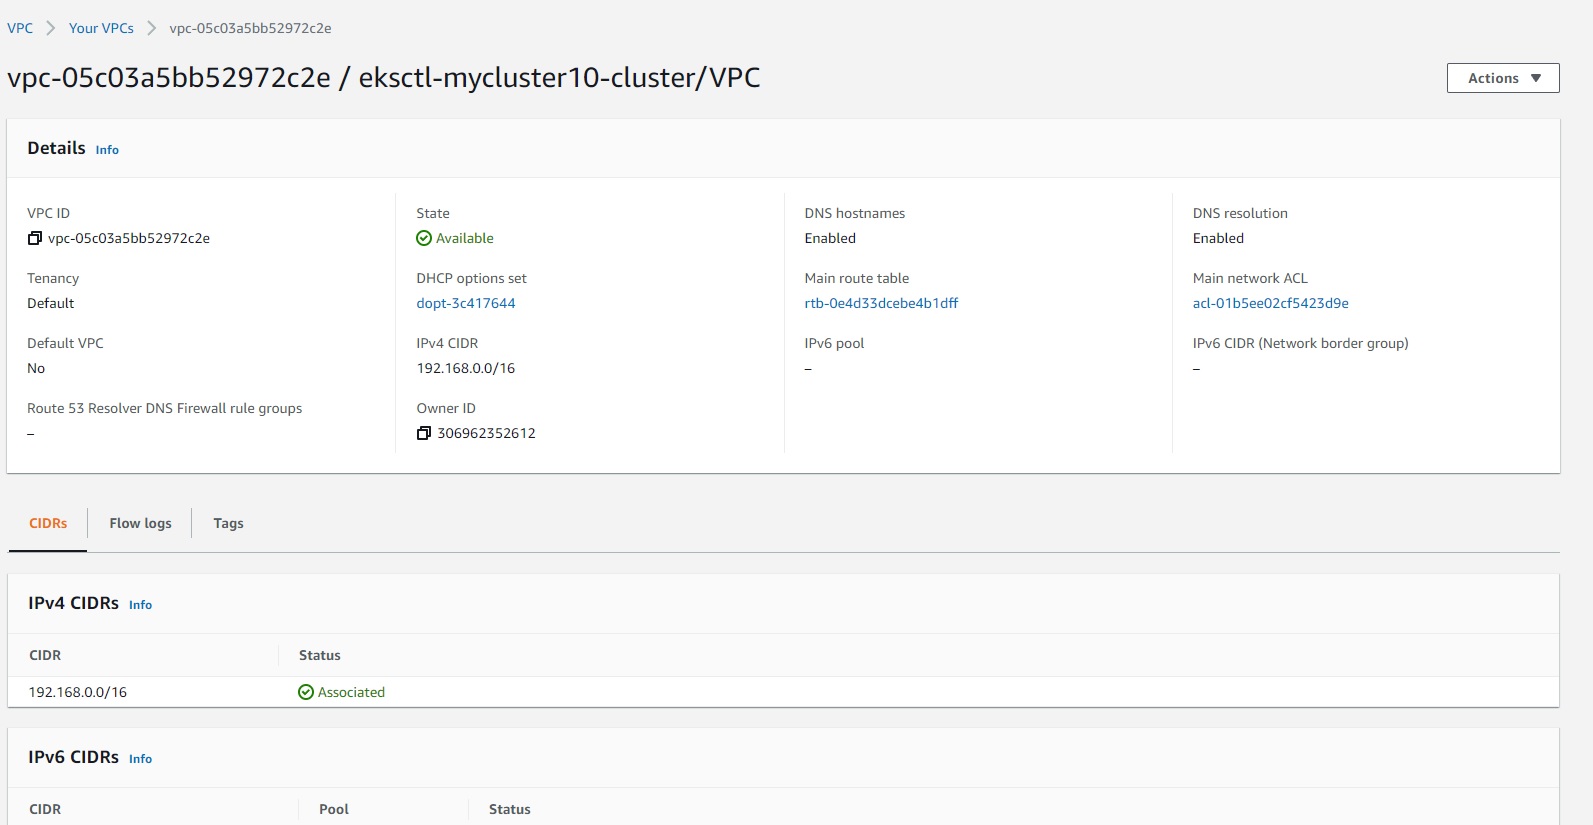 VPC > Your VPCs > vpc-05c03a5bb52972c2e
vpc-05c03a5bb52972c2e / eksctl-mycluster10-cluster/VPC
Actions ▼
Details Info
VPC ID
vpc-05c03a5bb52972c2e
State
Available
DNS hostnames
Enabled
DNS resolution
Enabled
Tenancy
Default
DHCP options set
dopt-3c417644
Main route table
rtb-0e4d33dcebe4b1dff
Main network ACL
acl-01b5ee02cf5423d9e
Default VPC
No
IPv4 CIDR
192.168.0.0/16
IPv6 pool
–
IPv6 CIDR (Network border group)
–
Route 53 Resolver DNS Firewall rule groups
–
Owner ID
306962352612
CIDRs Flow logs Tags
IPv4 CIDRs Info
CIDR Status
192.168.0.0/16 Associated
IPv6 CIDRs Info
CIDR Pool Status